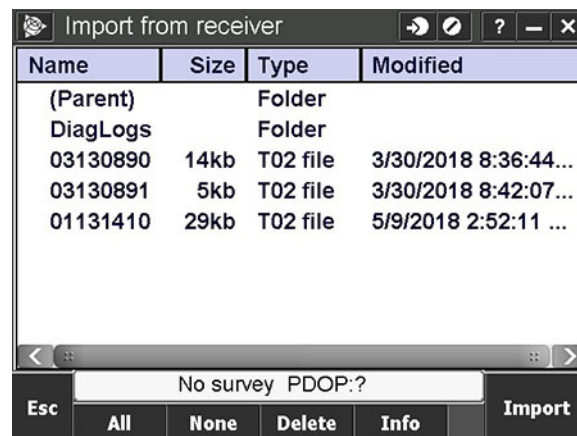 Import from receiver ? – ×
Name Size Type Modified
(Parent) Folder
DiagLogs Folder
03130890 14kb T02 file 3/30/2018 8:36:44...
03130891 5kb T02 file 3/30/2018 8:42:07...
01131410 29kb T02 file 5/9/2018 2:52:11 ...
No survey PDOP:?
Esc All None Delete Info Import